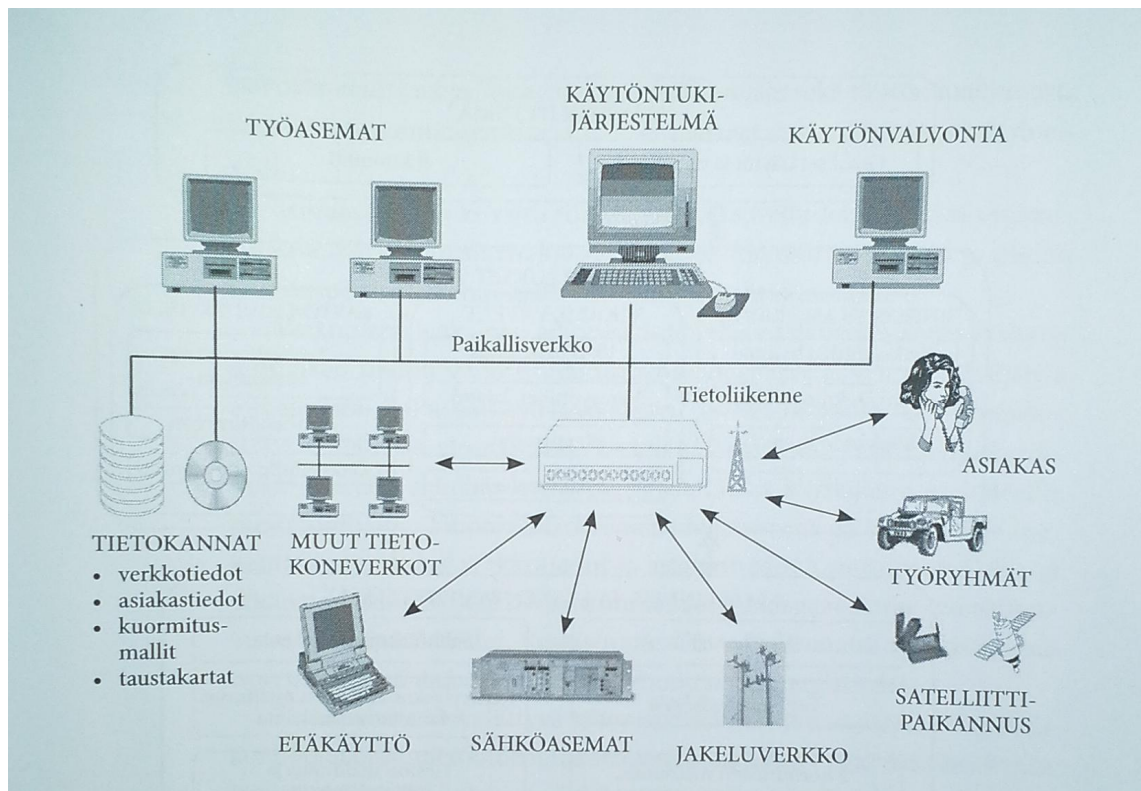 TYÖASEMAT
KÄYTÖNTUKI-
JÄRJESTELMÄ
KÄYTÖNVALVONTA
Paikallisverkko
Tietoliikenne
ASIAKAS
TIETOKANNAT
• verkkotiedot
• asiakastiedot
• kuormitus-
mallit
• taustakartat
MUUT TIETO-
KONEVERKOT
TYÖRYHMÄT
ETÄKÄYTTÖ
SÄHKÖASEMAT
JAKELUVERKKO
SATELLIITTI-
PAIKANNUS